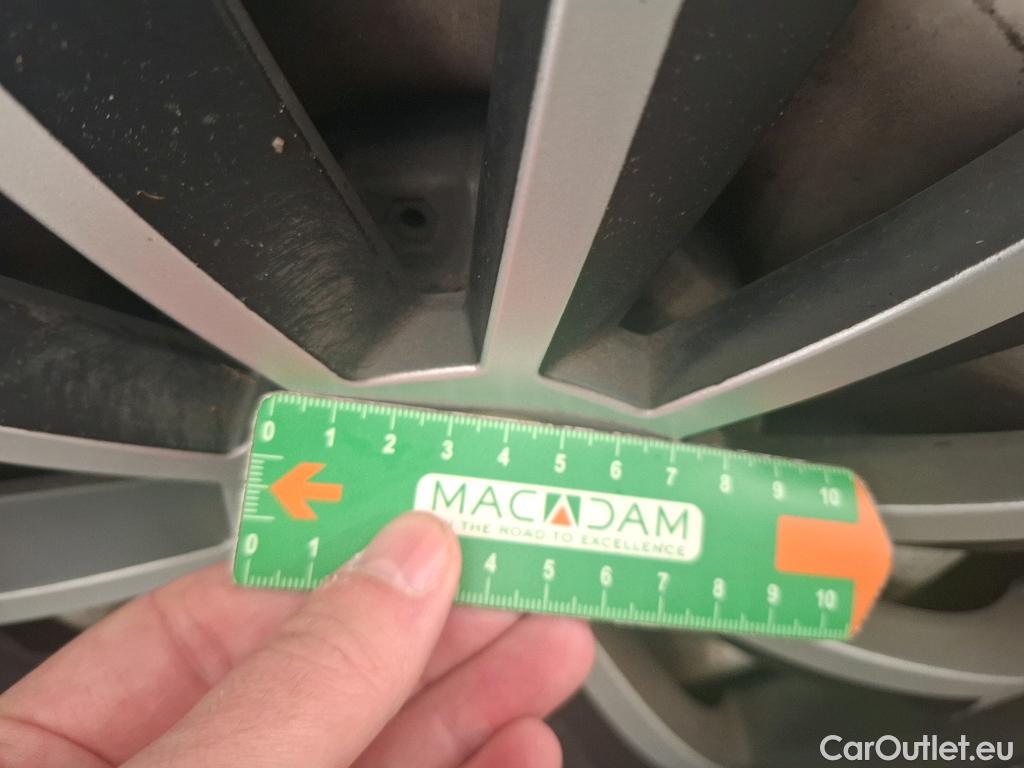 0 1 2 3 4 5 6 7 8 9 10
MACADAM
THE ROAD TO EXCELLENCE
0 1 4 5 6 7 8 9 10
CarOutlet.eu